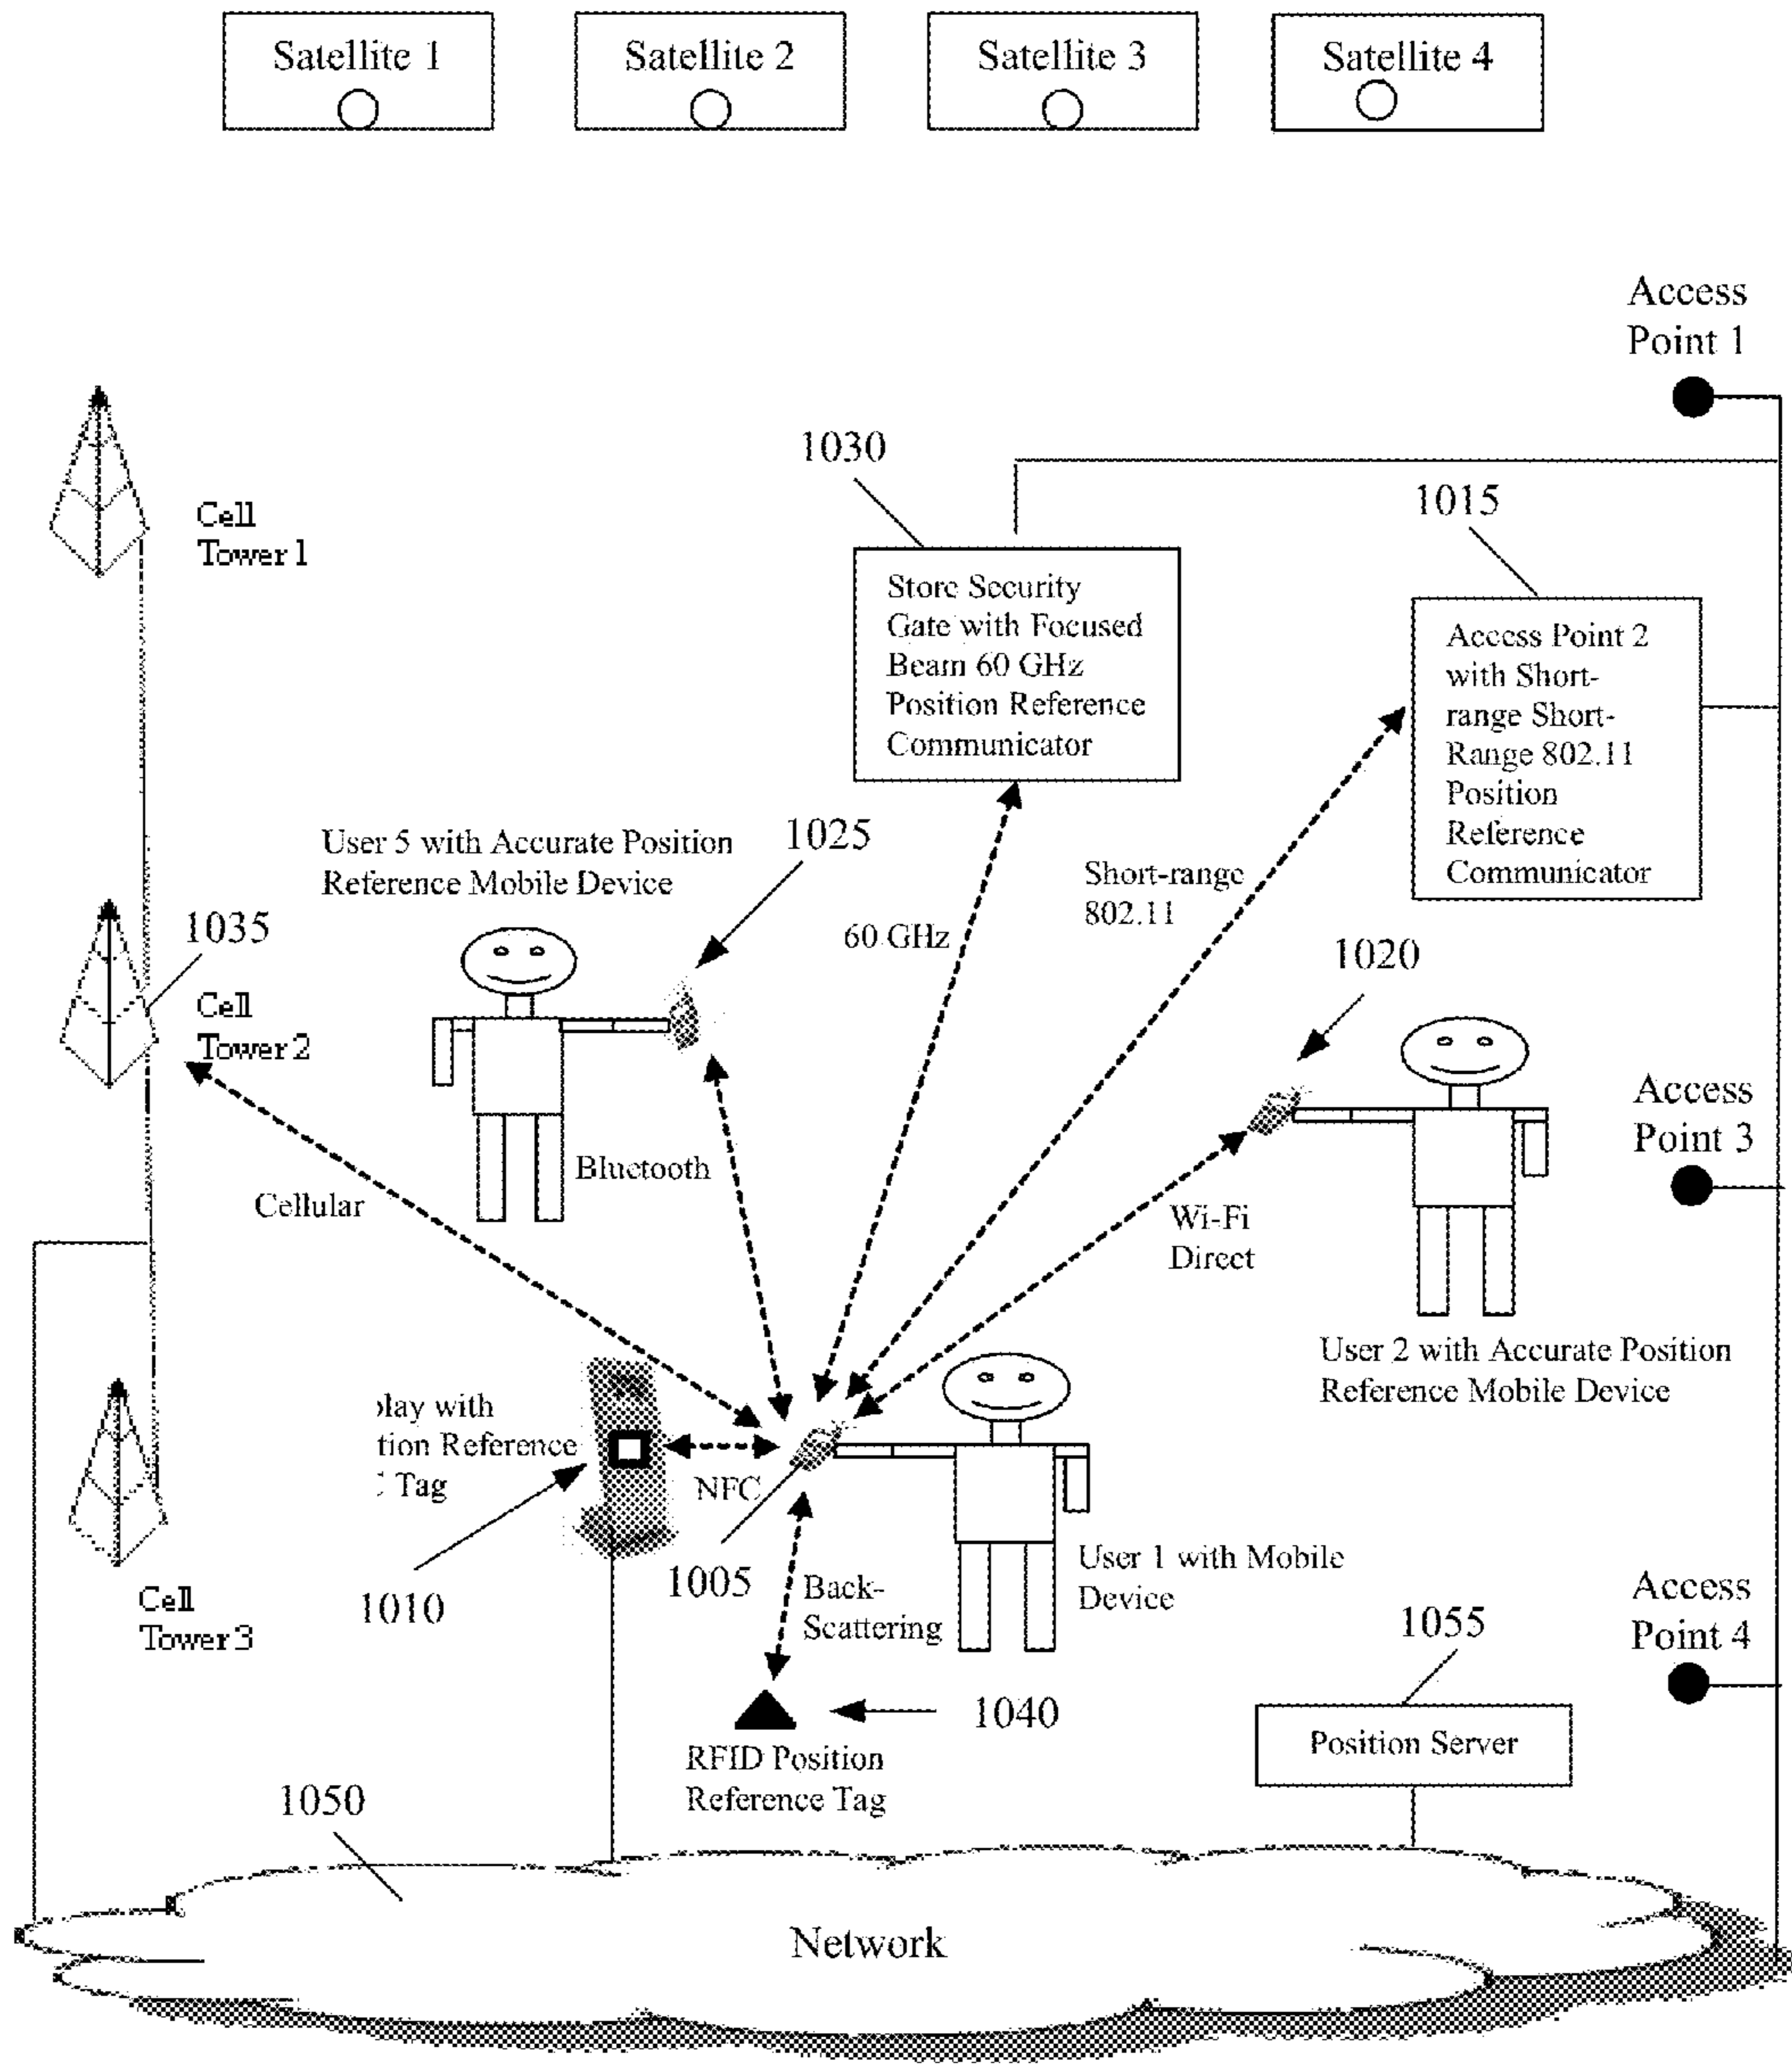 Satellite 1
Satellite 2
Satellite 3
Satellite 4
Access
Point 1
1030
1015
Cell
Tower 1
Store Security
Gate with Focused
Beam 60 GHz
Position Reference
Communicator
Access Point 2
with Short-
range Short-
Range 802.11
Position
Reference
Communicator
User 5 with Accurate Position
Reference Mobile Device
1025
Short-range
802.11
60 GHz
1035
Cell
Tower 2
1020
Access
Point 3
Bluetooth
Cellular
Wi-Fi
Direct
User 2 with Accurate Position
Reference Mobile Device
play with
tion Reference
Tag
NFC
1005
1010
User 1 with Mobile
Device
Back-
Scattering
Cell
Tower 3
Access
Point 4
1055
1040
Position Server
RFID Position
Reference Tag
1050
Network